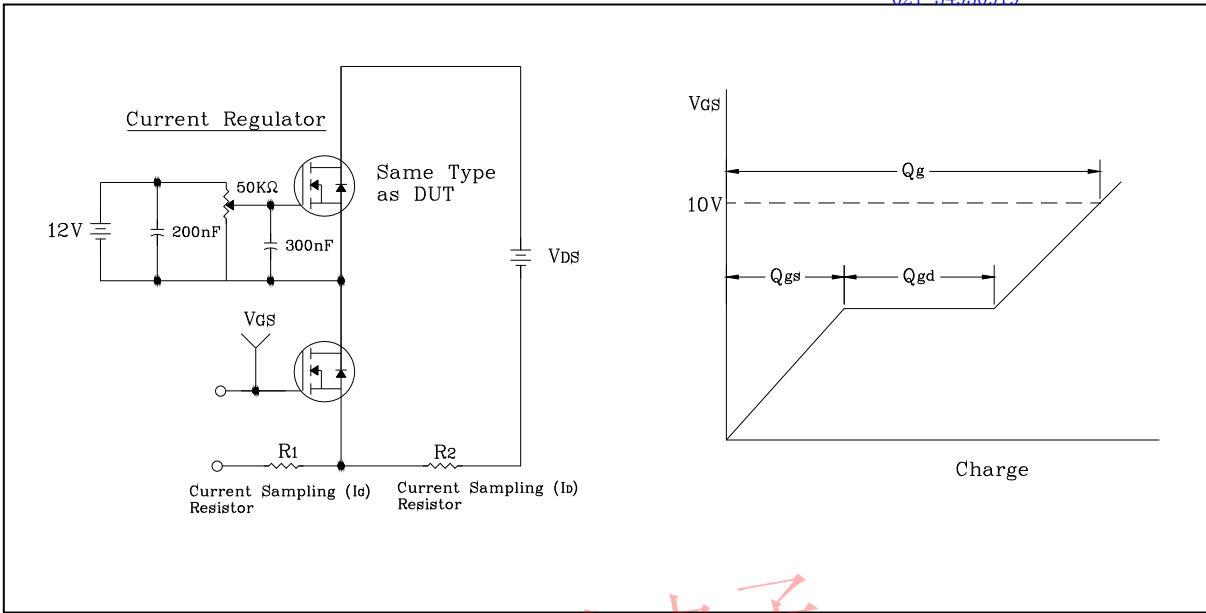 Current Regulator
Same Type
as DUT
50KΩ
12V
200nF
300nF
VDS
VGS
R1
R2
Current Sampling (IG)
Resistor
Current Sampling (ID)
Resistor
VGS
Qg
10V
Qgs
Qgd
Charge
子